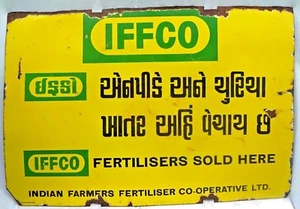 IFFCO
ઇફકો એનપીકે અને યુરિયા
ખાતર અહિં વેચાય છે
IFFCO FERTILISERS SOLD HERE
INDIAN FARMERS FERTILISER CO-OPERATIVE LTD.